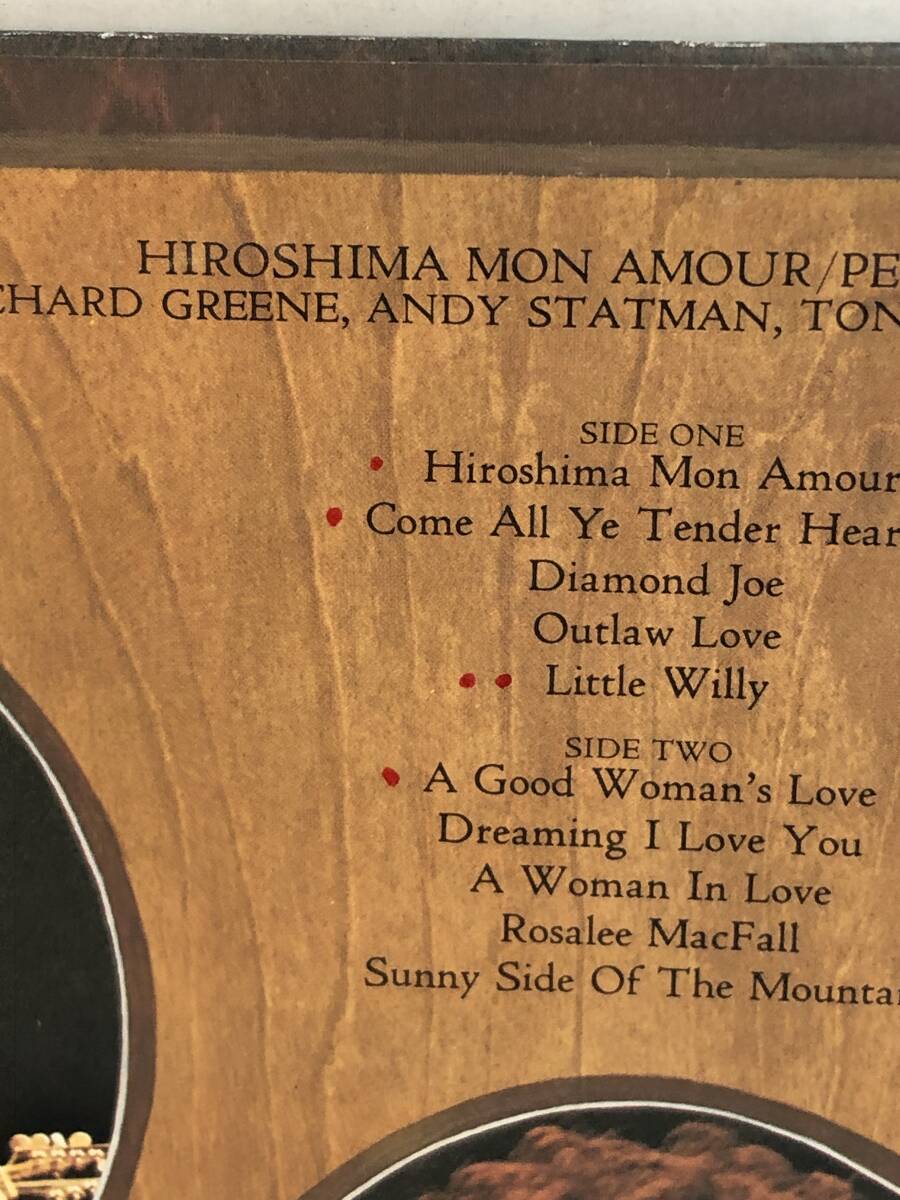 HIROSHIMA MON AMOUR/PE
CHARD GREENE, ANDY STATMAN, TON
SIDE ONE
Hiroshima Mon Amour
Come All Ye Tender Hear
Diamond Joe
Outlaw Love
Little Willy
SIDE TWO
A Good Woman's Love
Dreaming I Love You
A Woman In Love
Rosalee MacFall
Sunny Side Of The Mounta